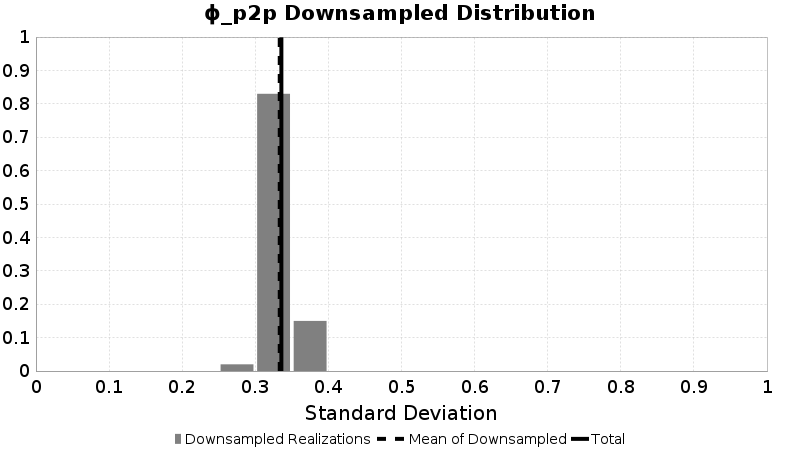 ϕ_p2p Downsampled Distribution
1
0.9
0.8
0.7
0.6
0.5
0.4
0.3
0.2
0.1
0
0 0.1 0.2 0.3 0.4 0.5 0.6 0.7 0.8 0.9 1
Standard Deviation
Downsampled Realizations Mean of Downsampled Total